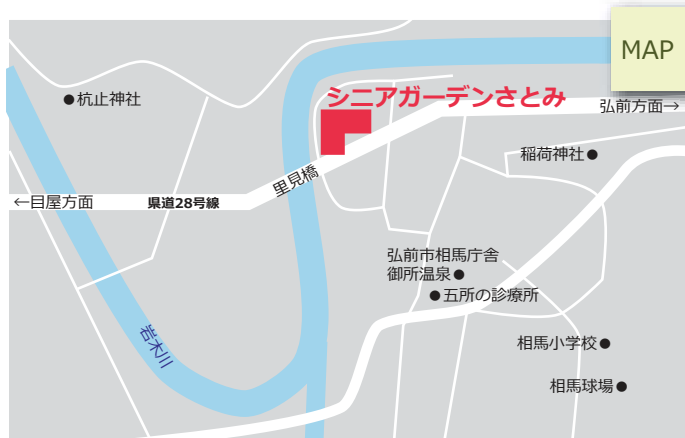 MAP
シニアガーデンさとみ
●杭止神社
弘前方面→
稲荷神社●
里見橋
←目屋方面
県道28号線
弘前市相馬庁舎
御所温泉●
●五所の診療所
岩木川
相馬小学校●
相馬球場●